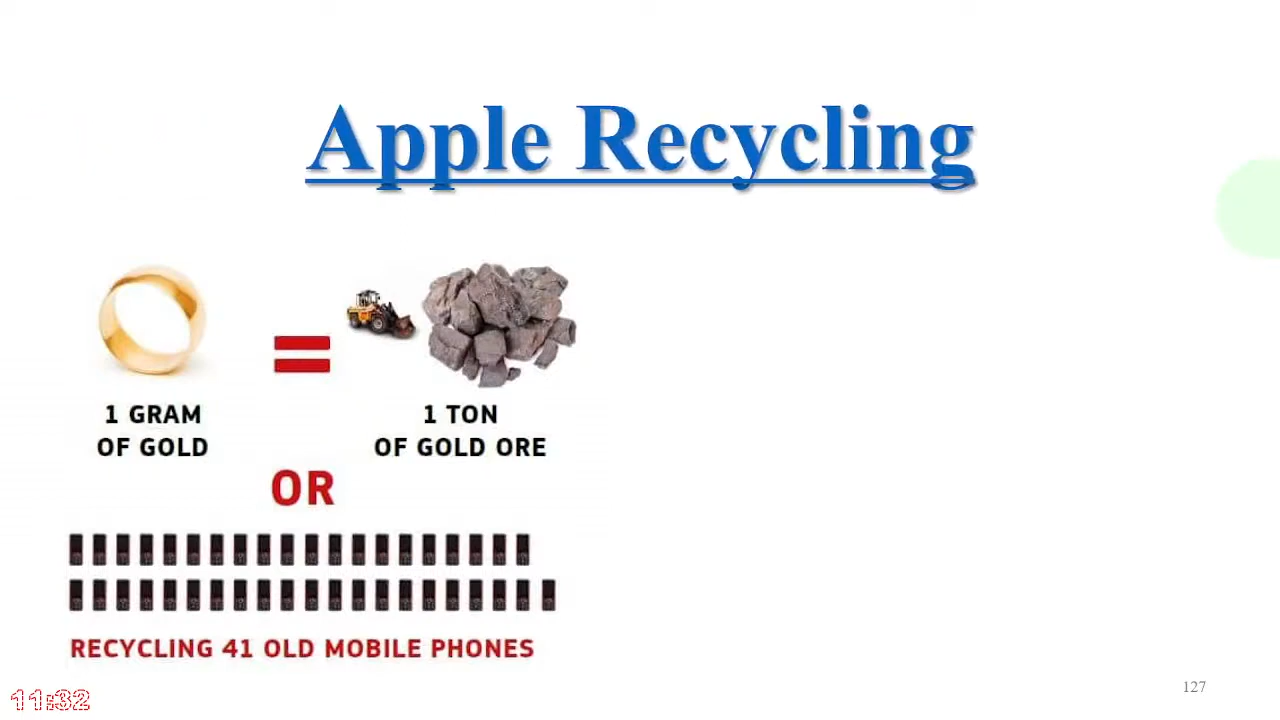 Apple Recycling
1 GRAM
OF GOLD
=
1 TON
OF GOLD ORE
OR
RECYCLING 41 OLD MOBILE PHONES
11:32
127